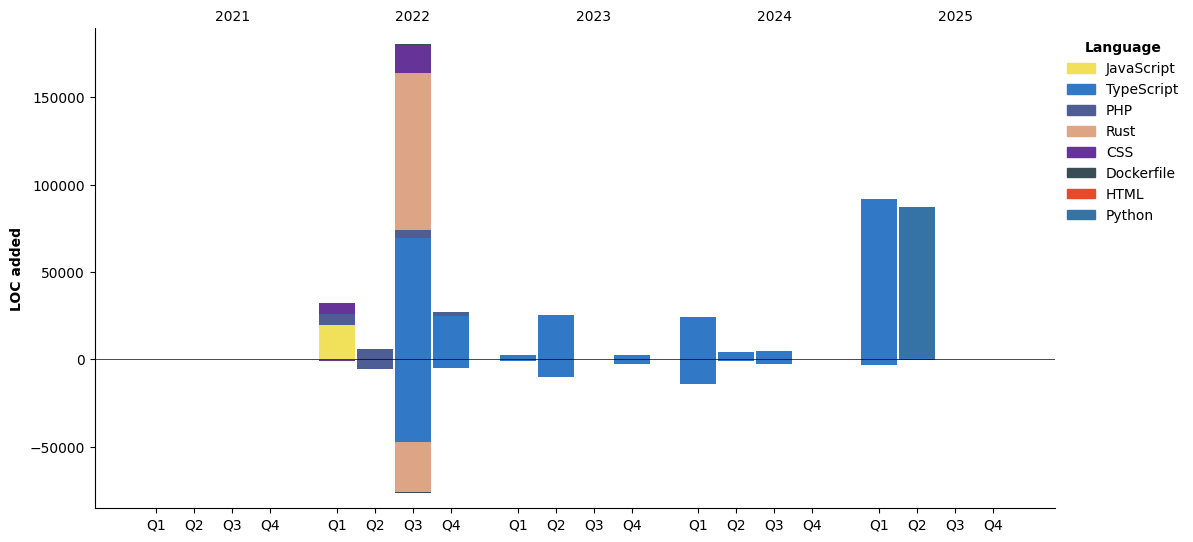 2021 2022 2023 2024 2025
Language
JavaScript
TypeScript
PHP
Rust
CSS
Dockerfile
HTML
Python
LOC added
150000
100000
50000
0
−50000
Q1 Q2 Q3 Q4 Q1 Q2 Q3 Q4 Q1 Q2 Q3 Q4 Q1 Q2 Q3 Q4 Q1 Q2 Q3 Q4